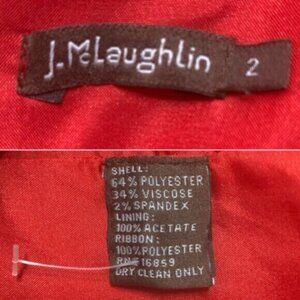 J.McLaughlin 2
SHELL:
64% POLYESTER
34% VISCOSE
2% SPANDEX
LINING:
100% ACETATE
RIBBON:
100% POLYESTER
RN# 16859
DRY CLEAN ONLY